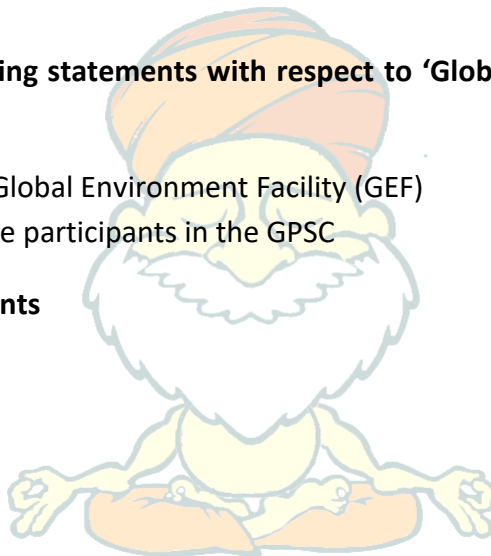 ing statements with respect to ‘Glob
Global Environment Facility (GEF)
e participants in the GPSC
nts